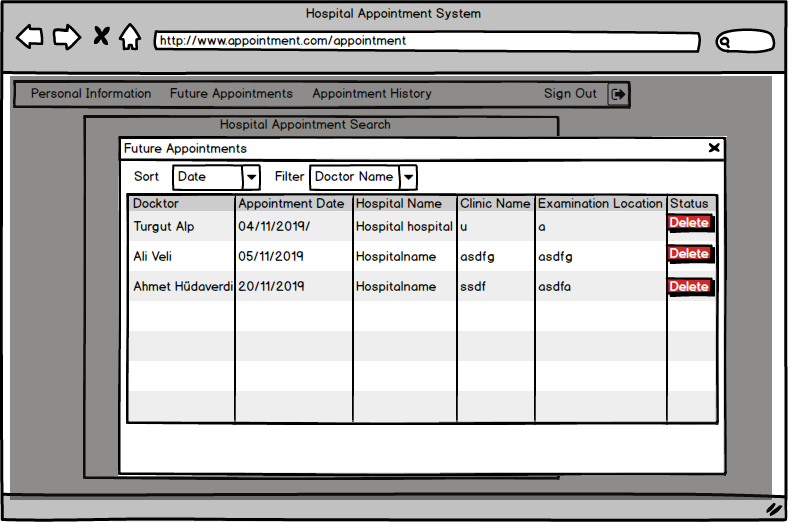 Hospital Appointment System
http://www.appointment.com/appointment
Personal Information Future Appointments Appointment History Sign Out
Hospital Appointment Search
Future Appointments
Sort Date Filter Doctor Name
Docktor Appointment Date Hospital Name Clinic Name Examination Location Status
Turgut Alp 04/11/2019/ Hospital hospital u a Delete
Ali Veli 05/11/2019 Hospitalname asdfg asdfg Delete
Ahmet Hüdaverdi 20/11/2019 Hospitalname ssdf asdfa Delete